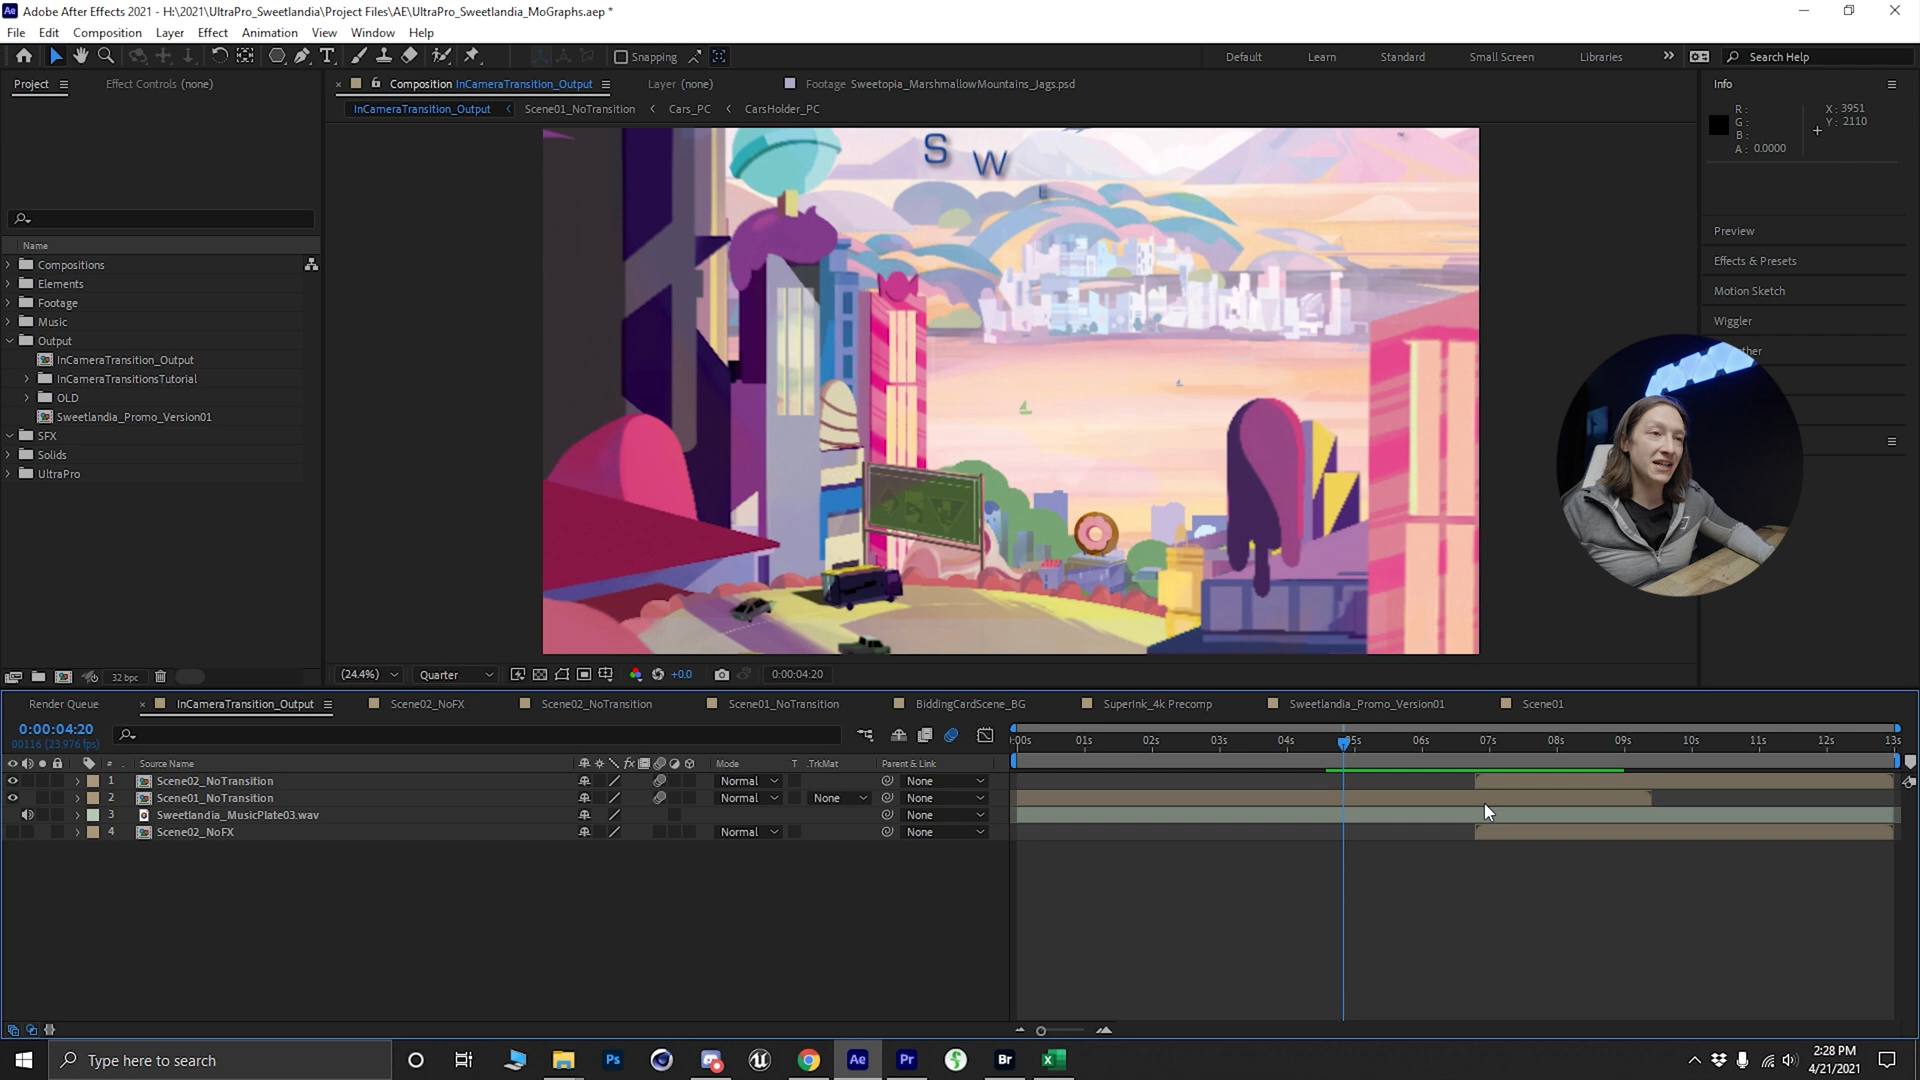 Adobe After Effects 2021 - H:\2021\UltraPro_Sweetlandia\Project Files\AE\UltraPro_Sweetlandia_MoGraphs.aep *
File Edit Composition Layer Effect Animation View Window Help
Snapping
Default Learn Standard Small Screen Libraries Search Help
Project Effect Controls (none)
Composition InCameraTransition_Output Layer (none) Footage Sweetopia_MarshmallowMountains_Jags.psd
InCameraTransition_Output Scene01_NoTransition Cars_PC CarsHolder_PC
Info
R:
G:
B:
A: 0.0000
X: 3951
Y: 2110
S W E
Name
Compositions
Elements
Footage
Music
Output
InCameraTransition_Output
InCameraTransitionsTutorial
OLD
Sweetlandia_Promo_Version01
SFX
Solids
UltraPro
Preview
Effects & Presets
Motion Sketch
Wiggler
32 bpc
(24.4%) Quarter +0.0 0:00:04:20
Render Queue InCameraTransition_Output Scene02_NoFX Scene02_NoTransition Scene01_NoTransition BiddingCardScene_BG SuperInk_4k Precomp Sweetlandia_Promo_Version01 Scene01
0:00:04:20
00116 (23.976 fps)
:00s 01s 02s 03s 04s 05s 06s 07s 08s 09s 10s 11s 12s 13s
# Source Name fx Mode T .TrkMat Parent & Link
1 Scene02_NoTransition Normal None
2 Scene01_NoTransition Normal None None
3 Sweetlandia_MusicPlate03.wav None
4 Scene02_NoFX Normal None
Type here to search
Ps Ae Pr Br
2:28 PM
4/21/2021